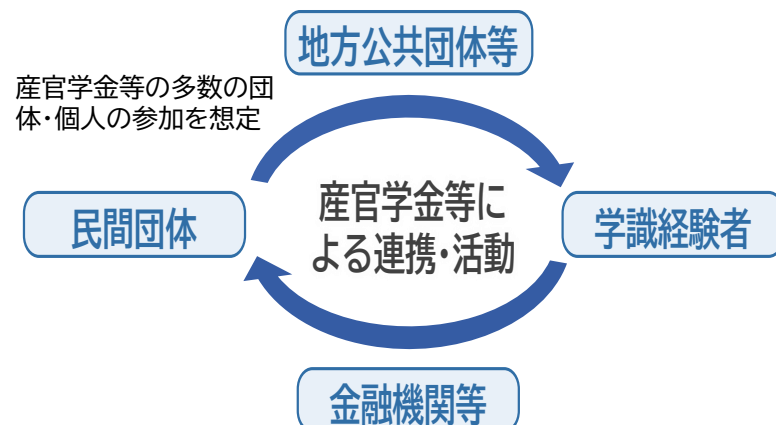 地方公共団体等
産官学金等の多数の団
体・個人の参加を想定
民間団体
産官学金等に
よる連携・活動
学識経験者
金融機関等